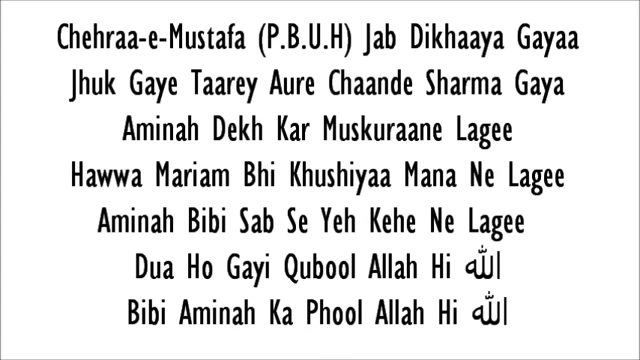 Chehraa-e-Mustafa (P.B.U.H) Jab Dikhaaya Gayaa
Jhuk Gaye Taarey Aure Chaande Sharma Gaya
Aminah Dekh Kar Muskuraane Lagee
Hawwa Mariam Bhi Khushiyaa Mana Ne Lagee
Aminah Bibi Sab Se Yeh Kehe Ne Lagee
Dua Ho Gayi Qubool Allah Hi الله
Bibi Aminah Ka Phool Allah Hi الله